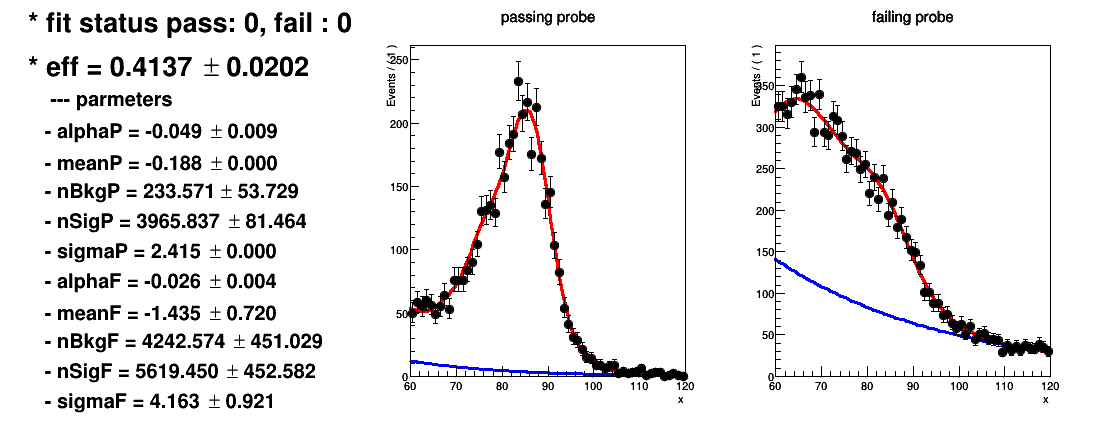 * fit status pass: 0, fail : 0
* eff = 0.4137 ± 0.0202
--- parmeters
- alphaP = -0.049 ± 0.009
- meanP = -0.188 ± 0.000
- nBkgP = 233.571 ± 53.729
- nSigP = 3965.837 ± 81.464
- sigmaP = 2.415 ± 0.000
- alphaF = -0.026 ± 0.004
- meanF = -1.435 ± 0.720
- nBkgF = 4242.574 ± 451.029
- nSigF = 5619.450 ± 452.582
- sigmaF = 4.163 ± 0.921
passing probe
Events / ( 1 )
250
200
150
100
50
0
60 70 80 90 100 110 120
x
failing probe
Events / ( 1 )
350
300
250
200
150
100
50
0
60 70 80 90 100 110 120
x